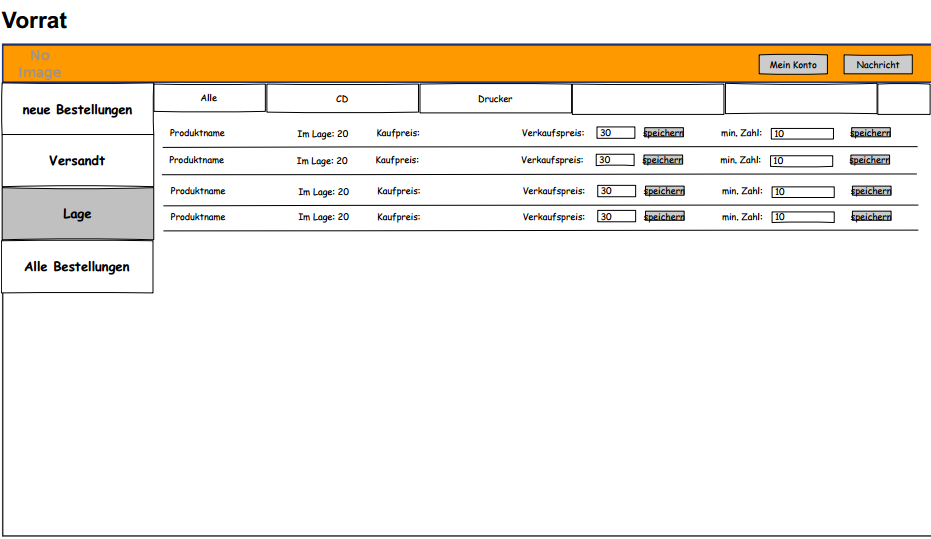 Vorrat
No
Image
Mein Konto
Nachricht
neue Bestellungen
Versandt
Lage
Alle Bestellungen
Alle CD Drucker
Produktname Im Lage: 20 Kaufpreis: Verkaufspreis: 30 speichern min. Zahl: 10 speichern
Produktname Im Lage: 20 Kaufpreis: Verkaufspreis: 30 speichern min. Zahl: 10 speichern
Produktname Im Lage: 20 Kaufpreis: Verkaufspreis: 30 speichern min. Zahl: 10 speichern
Produktname Im Lage: 20 Kaufpreis: Verkaufspreis: 30 speichern min. Zahl: 10 speichern